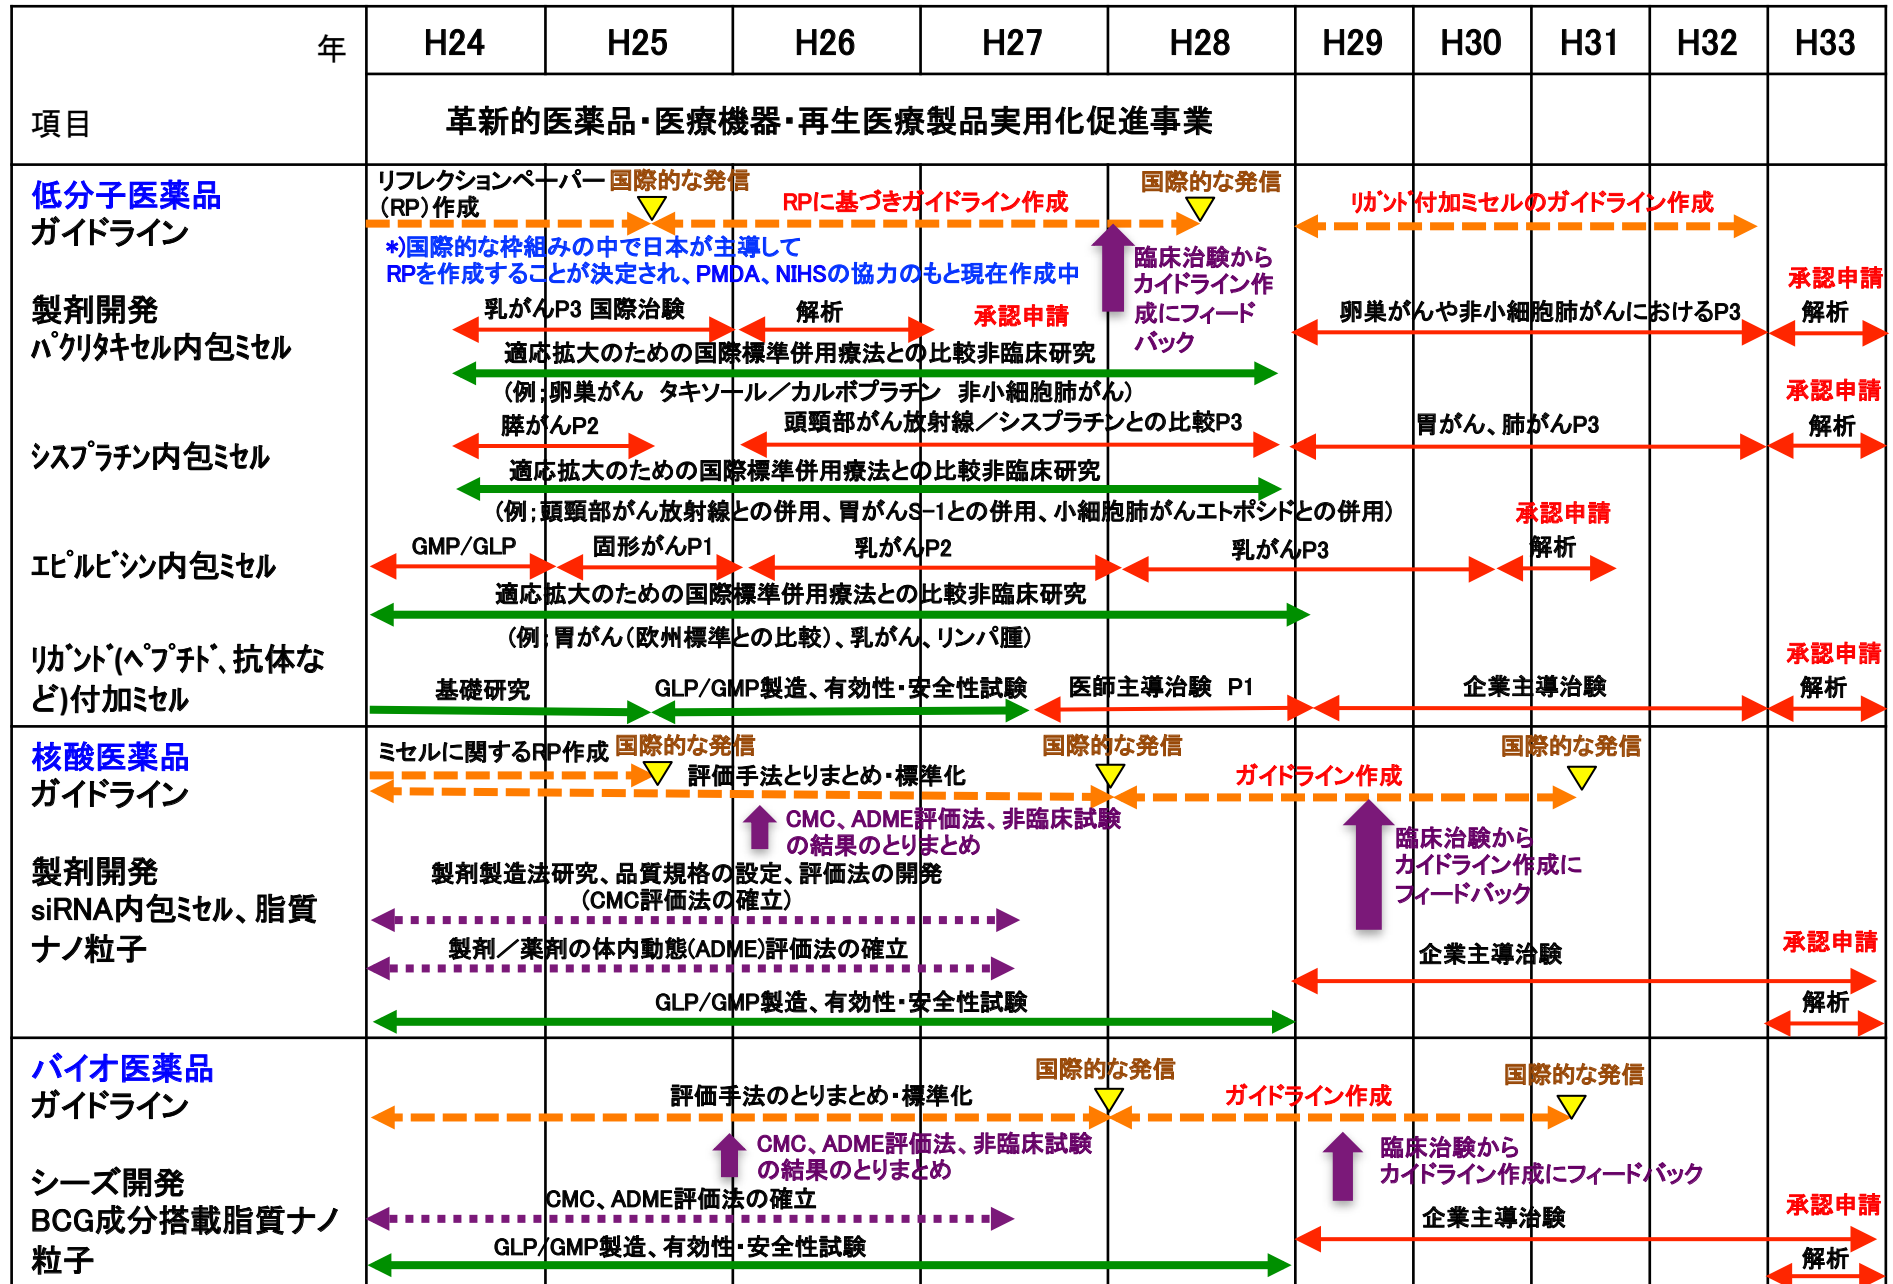 年
H24 H25 H26 H27 H28 H29 H30 H31 H32 H33
項目
革新的医薬品・医療機器・再生医療製品実用化促進事業
低分子医薬品
ガイドライン
リフレクションペーパー
(RP)作成
国際的な発信
RPに基づきガイドライン作成
国際的な発信
リガンド付加ミセルのガイドライン作成
*)国際的な枠組みの中で日本が主導して
RPを作成することが決定され、PMDA、NIHSの協力のもと現在作成中
臨床治験から
カイドライン作
成にフィード
バック
製剤開発
パクリタキセル内包ミセル
乳がんP3 国際治験
解析
承認申請
卵巣がんや非小細胞肺がんにおけるP3
承認申請
解析
適応拡大のための国際標準併用療法との比較非臨床研究
(例;卵巣がん タキソール/カルボプラチン 非小細胞肺がん)
シスプラチン内包ミセル
膵がんP2
頭頸部がん放射線/シスプラチンとの比較P3
胃がん、肺がんP3
承認申請
解析
適応拡大のための国際標準併用療法との比較非臨床研究
(例;頭頸部がん放射線との併用、胃がんS-1との併用、小細胞肺がんエトポシドとの併用)
エピルビシン内包ミセル
GMP/GLP
固形がんP1
乳がんP2
乳がんP3
承認申請
解析
適応拡大のための国際標準併用療法との比較非臨床研究
(例;胃がん(欧州標準との比較)、乳がん、リンパ腫)
リガンド(ペプチド、抗体な
ど)付加ミセル
基礎研究
GLP/GMP製造、有効性・安全性試験
医師主導治験 P1
企業主導治験
承認申請
解析
核酸医薬品
ガイドライン
ミセルに関するRP作成
国際的な発信
評価手法とりまとめ・標準化
国際的な発信
ガイドライン作成
国際的な発信
CMC、ADME評価法、非臨床試験
の結果のとりまとめ
臨床治験から
カイドライン作成に
フィードバック
製剤開発
siRNA内包ミセル、脂質
ナノ粒子
製剤製造法研究、品質規格の設定、評価法の開発
(CMC評価法の確立)
製剤/薬剤の体内動態(ADME)評価法の確立
企業主導治験
承認申請
GLP/GMP製造、有効性・安全性試験
解析
バイオ医薬品
ガイドライン
評価手法のとりまとめ・標準化
国際的な発信
ガイドライン作成
国際的な発信
CMC、ADME評価法、非臨床試験
の結果のとりまとめ
臨床治験から
カイドライン作成にフィードバック
シーズ開発
BCG成分搭載脂質ナノ
粒子
CMC、ADME評価法の確立
企業主導治験
承認申請
GLP/GMP製造、有効性・安全性試験
解析